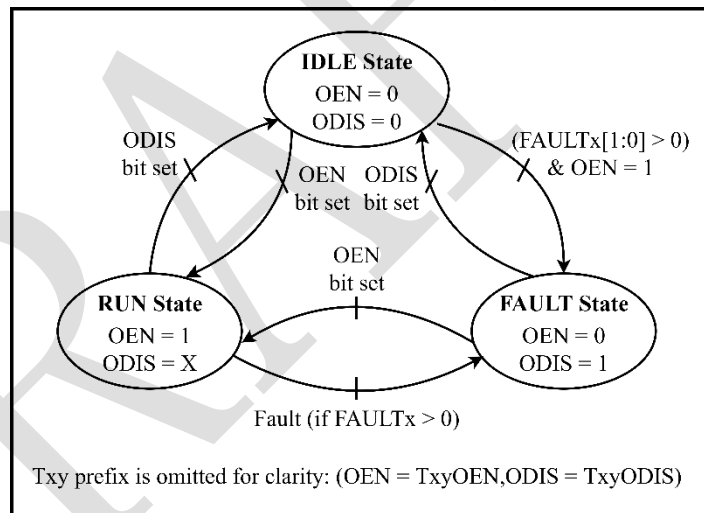 IDLE State
OEN = 0
ODIS = 0
ODIS
bit set
OEN
bit set
ODIS
bit set
(FAULTx[1:0] > 0)
& OEN = 1
OEN
bit set
RUN State
OEN = 1
ODIS = X
FAULT State
OEN = 0
ODIS = 1
Fault (if FAULTx > 0)
Txy prefix is omitted for clarity: (OEN = TxyOEN,ODIS = TxyODIS)